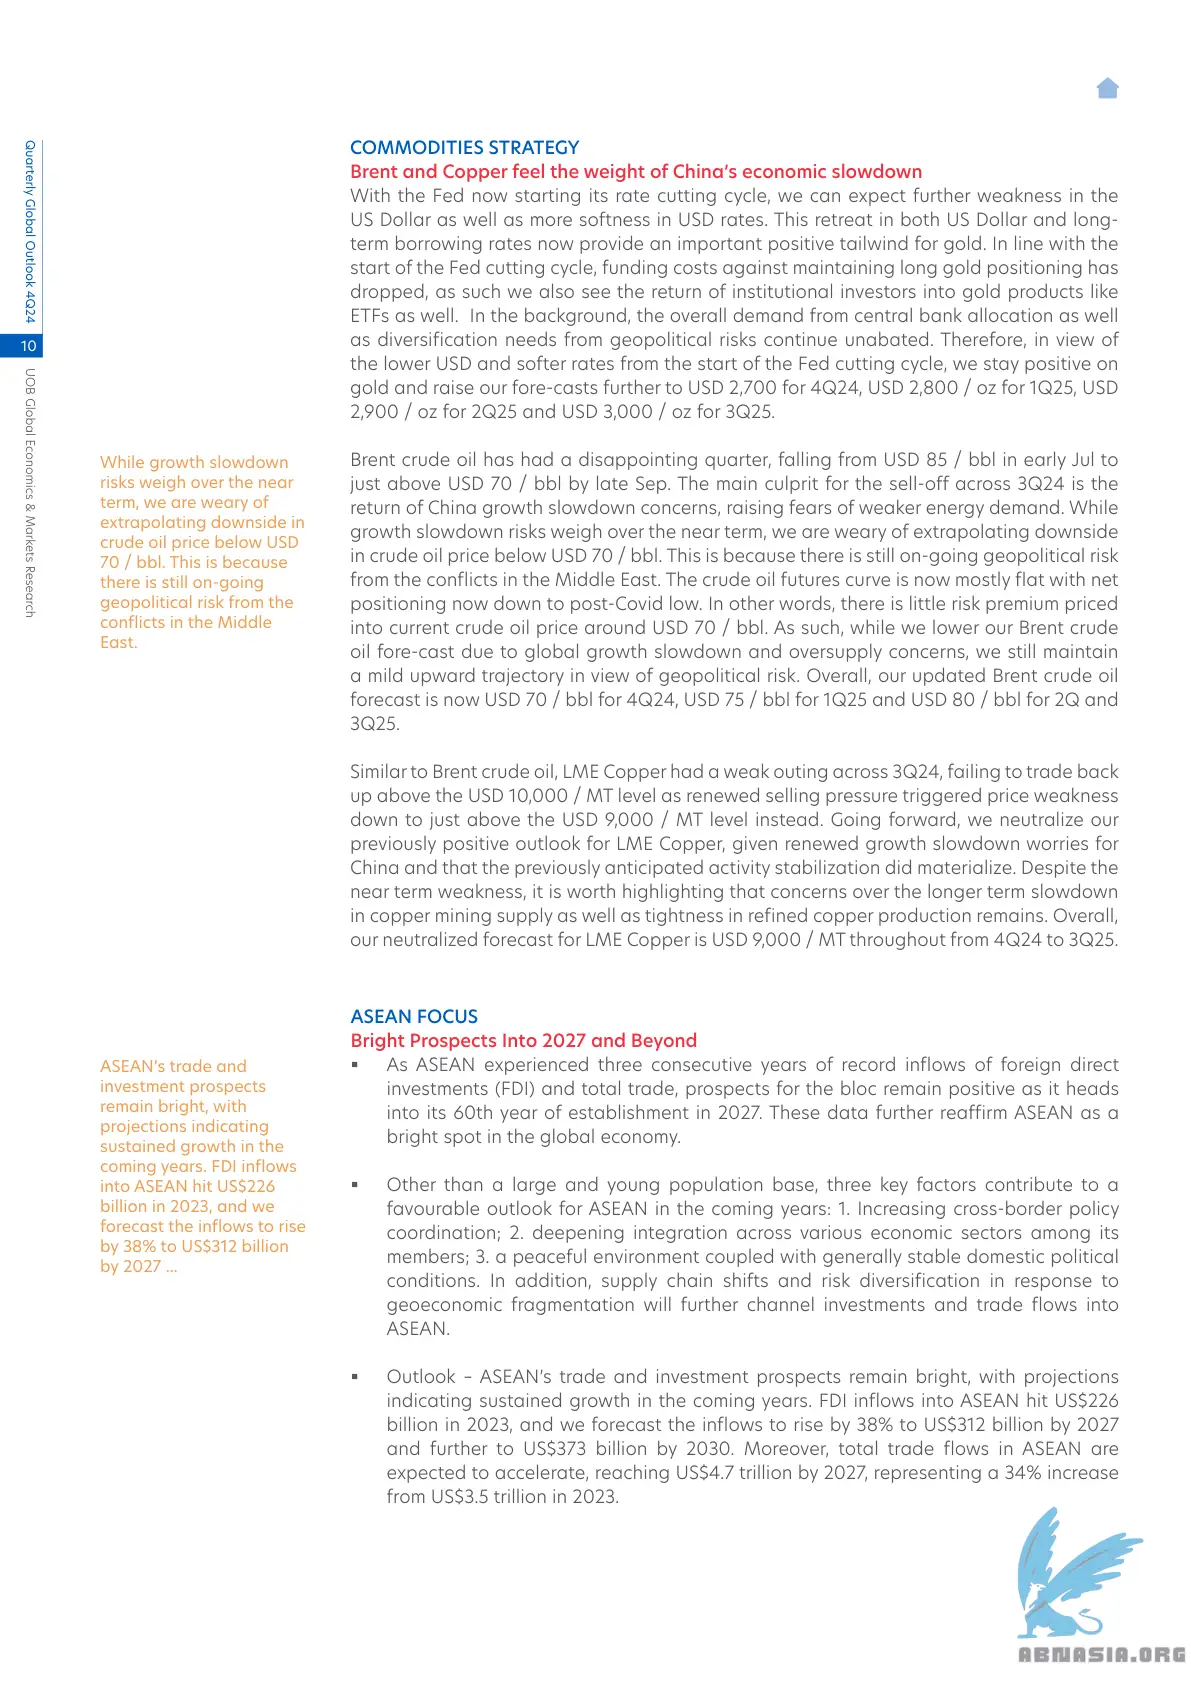 Quarterly Global Outlook 4Q24
10
UOB Global Economics & Markets Research
COMMODITIES STRATEGY
Brent and Copper feel the weight of China's economic slowdown
With the Fed now starting its rate cutting cycle, we can expect further weakness in the
US Dollar as well as more softness in USD rates. This retreat in both US Dollar and long-
term borrowing rates now provide an important positive tailwind for gold. In line with the
start of the Fed cutting cycle, funding costs against maintaining long gold positioning has
dropped, as such we also see the return of institutional investors into gold products like
ETFs as well.  In the background, the overall demand from central bank allocation as well
as diversification needs from geopolitical risks continue unabated. Therefore, in view of
the lower USD and softer rates from the start of the Fed cutting cycle, we stay positive on
gold and raise our fore-casts further to USD 2,700 for 4Q24, USD 2,800 / oz for 1Q25, USD
2,900 / oz for 2Q25 and USD 3,000 / oz for 3Q25.
While growth slowdown
risks weigh over the near
term, we are weary of
extrapolating downside in
crude oil price below USD
70 / bbl. This is because
there is still on-going
geopolitical risk from the
conflicts in the Middle
East.
Brent crude oil has had a disappointing quarter, falling from USD 85 / bbl in early Jul to
just above USD 70 / bbl by late Sep. The main culprit for the sell-off across 3Q24 is the
return of China growth slowdown concerns, raising fears of weaker energy demand. While
growth slowdown risks weigh over the near term, we are weary of extrapolating downside
in crude oil price below USD 70 / bbl. This is because there is still on-going geopolitical risk
from the conflicts in the Middle East. The crude oil futures curve is now mostly flat with net
positioning now down to post-Covid low. In other words, there is little risk premium priced
into current crude oil price around USD 70 / bbl. As such, while we lower our Brent crude
oil fore-cast due to global growth slowdown and oversupply concerns, we still maintain
a mild upward trajectory in view of geopolitical risk. Overall, our updated Brent crude oil
forecast is now USD 70 / bbl for 4Q24, USD 75 / bbl for 1Q25 and USD 80 / bbl for 2Q and
3Q25.
Similar to Brent crude oil, LME Copper had a weak outing across 3Q24, failing to trade back
up above the USD 10,000 / MT level as renewed selling pressure triggered price weakness
down to just above the USD 9,000 / MT level instead. Going forward, we neutralize our
previously positive outlook for LME Copper, given renewed growth slowdown worries for
China and that the previously anticipated activity stabilization did materialize. Despite the
near term weakness, it is worth highlighting that concerns over the longer term slowdown
in copper mining supply as well as tightness in refined copper production remains. Overall,
our neutralized forecast for LME Copper is USD 9,000 / MT throughout from 4Q24 to 3Q25.
ASEAN FOCUS
Bright Prospects Into 2027 and Beyond
ASEAN's trade and
investment prospects
remain bright, with
projections indicating
sustained growth in the
coming years. FDI inflows
into ASEAN hit US$226
billion in 2023, and we
forecast the inflows to rise
by 38% to US$312 billion
by 2027 ...
▪ As ASEAN experienced three consecutive years of record inflows of foreign direct
investments (FDI) and total trade, prospects for the bloc remain positive as it heads
into its 60th year of establishment in 2027. These data further reaffirm ASEAN as a
bright spot in the global economy.
▪ Other than a large and young population base, three key factors contribute to a
favourable outlook for ASEAN in the coming years: 1. Increasing cross-border policy
coordination; 2. deepening integration across various economic sectors among its
members; 3. a peaceful environment coupled with generally stable domestic political
conditions. In addition, supply chain shifts and risk diversification in response to
geoeconomic fragmentation will further channel investments and trade flows into
ASEAN.
▪ Outlook – ASEAN's trade and investment prospects remain bright, with projections
indicating sustained growth in the coming years. FDI inflows into ASEAN hit US$226
billion in 2023, and we forecast the inflows to rise by 38% to US$312 billion by 2027
and further to US$373 billion by 2030. Moreover, total trade flows in ASEAN are
expected to accelerate, reaching US$4.7 trillion by 2027, representing a 34% increase
from US$3.5 trillion in 2023.
ABNASIA.ORG